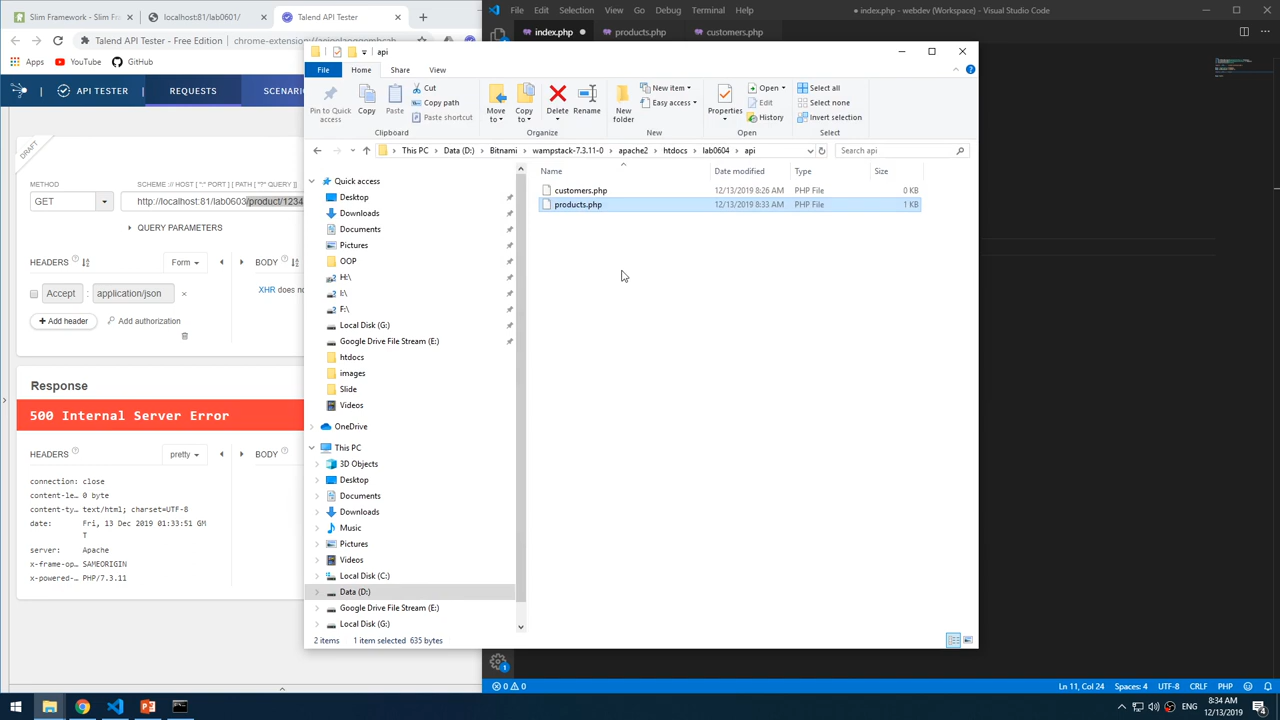 Slim Framework - Slim F
localhost:81/lab0601/
Talend API Tester
Talend API Tester - Free Edition
Apps
YouTube
GitHub
API TESTER
REQUESTS
DRAFT
METHOD
SCHEME :// HOST [ ":" PORT ] [ PATH [ "?" QUERY ]]
GET
http://localhost:81/lab0603/product/1234
QUERY PARAMETERS
HEADERS
Form
BODY
Accept
:
application/json
Add header
Add authorization
Response
500 Internal Server Error
HEADERS
pretty
BODY
connection: close
content-le… 0 byte
content-ty… text/html; charset=UTF-8
date: Fri, 13 Dec 2019 01:33:51 GM
T
server: Apache
x-frame-op… SAMEORIGIN
x-powered-… PHP/7.3.11
File Edit Selection View Go Debug Terminal Help
● index.php - webdev (Workspace) - Visual Studio Code
index.php
products.php
customers.php
api
File
Home
Share
View
Pin to Quick access
Copy
Paste
Cut
Copy path
Paste shortcut
Clipboard
Move to
Copy to
Delete
Rename
Organize
New folder
New item
Easy access
New
Properties
Open
Edit
History
Open
Select all
Select none
Invert selection
Select
This PC
Data (D:)
Bitnami
wampstack-7.3.11-0
apache2
htdocs
lab0604
api
Search api
Name
Date modified
Type
Size
customers.php 12/13/2019 8:26 AM PHP File 0 KB
products.php 12/13/2019 8:33 AM PHP File 1 KB
Quick access
Desktop
Downloads
Documents
Pictures
OOP
H:\
I:\
F:\
Local Disk (G:)
Google Drive File Stream (E:)
htdocs
images
Slide
Videos
OneDrive
This PC
3D Objects
Desktop
Documents
Downloads
Music
Pictures
Videos
Local Disk (C:)
Data (D:)
Google Drive File Stream (E:)
Local Disk (G:)
2 items
1 item selected 635 bytes
0
0
Ln 11, Col 24
Spaces: 4
UTF-8
CRLF
PHP
ENG
8:34 AM
12/13/2019